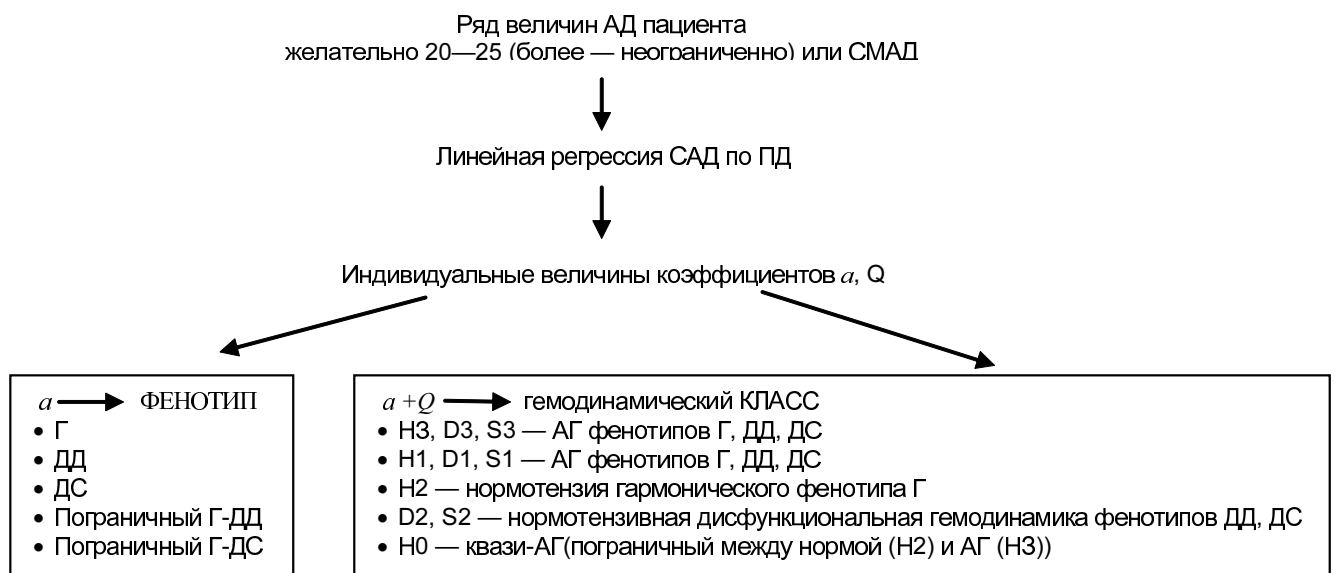 Ряд величин АД пациента
желательно 20—25 (более — неограниченно) или СМАД
Линейная регрессия САД по ПД
Индивидуальные величины коэффициентов a, Q
a ФЕНОТИП
• Г
• ДД
• ДС
• Пограничный Г-ДД
• Пограничный Г-ДС
a +Q гемодинамический КЛАСС
• Н3, D3, S3 — АГ фенотипов Г, ДД, ДС
• Н1, D1, S1 — АГ фенотипов Г, ДД, ДС
• Н2 — нормотензия гармонического фенотипа Г
• D2, S2 — нормотензивная дисфункциональная гемодинамика фенотипов ДД, ДС
• Н0 — квази-АГ(пограничный между нормой (Н2) и АГ (Н3))